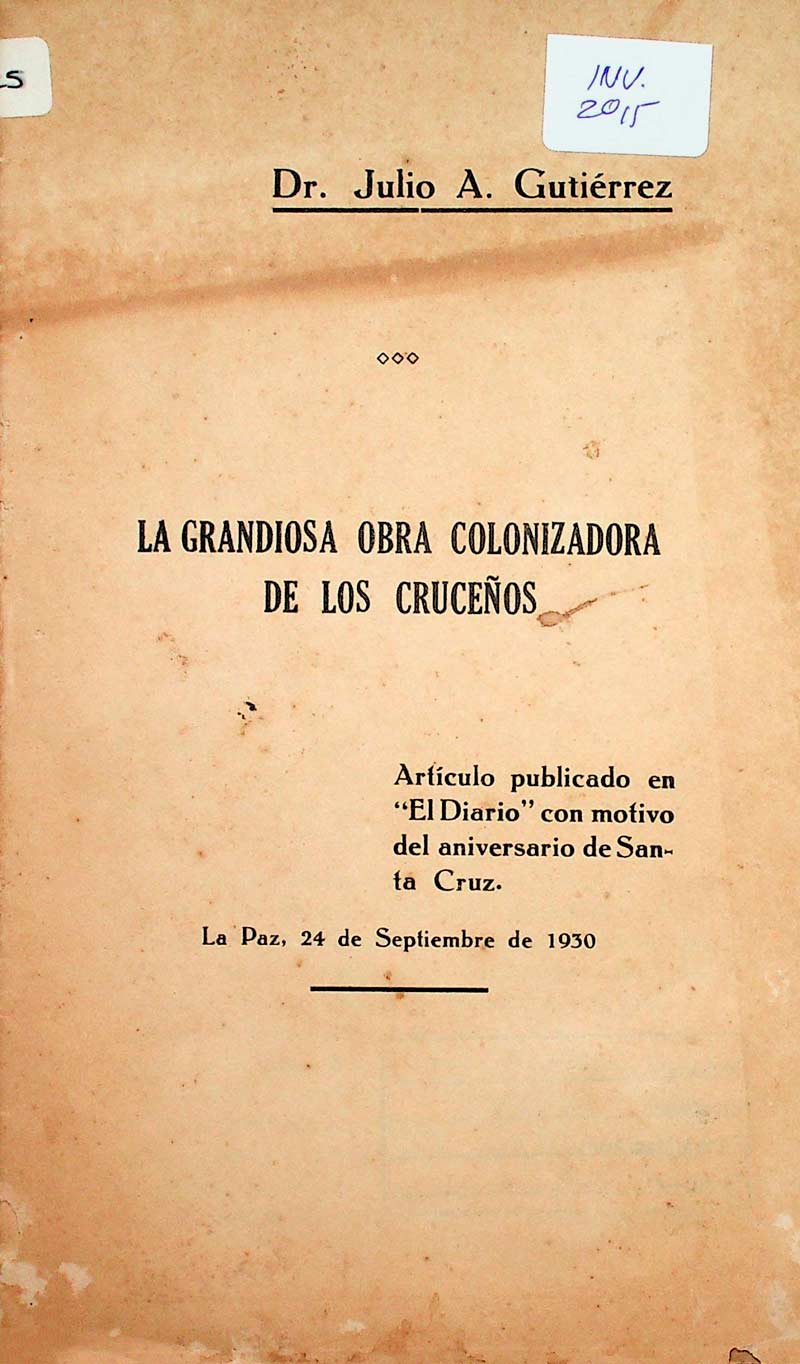 INV.
2015
Dr. Julio A. Gutiérrez
LA GRANDIOSA OBRA COLONIZADORA
DE LOS CRUCEÑOS
Artículo publicado en
“El Diario” con motivo
del aniversario de San-
ta Cruz.
La Paz, 24 de Septiembre de 1930